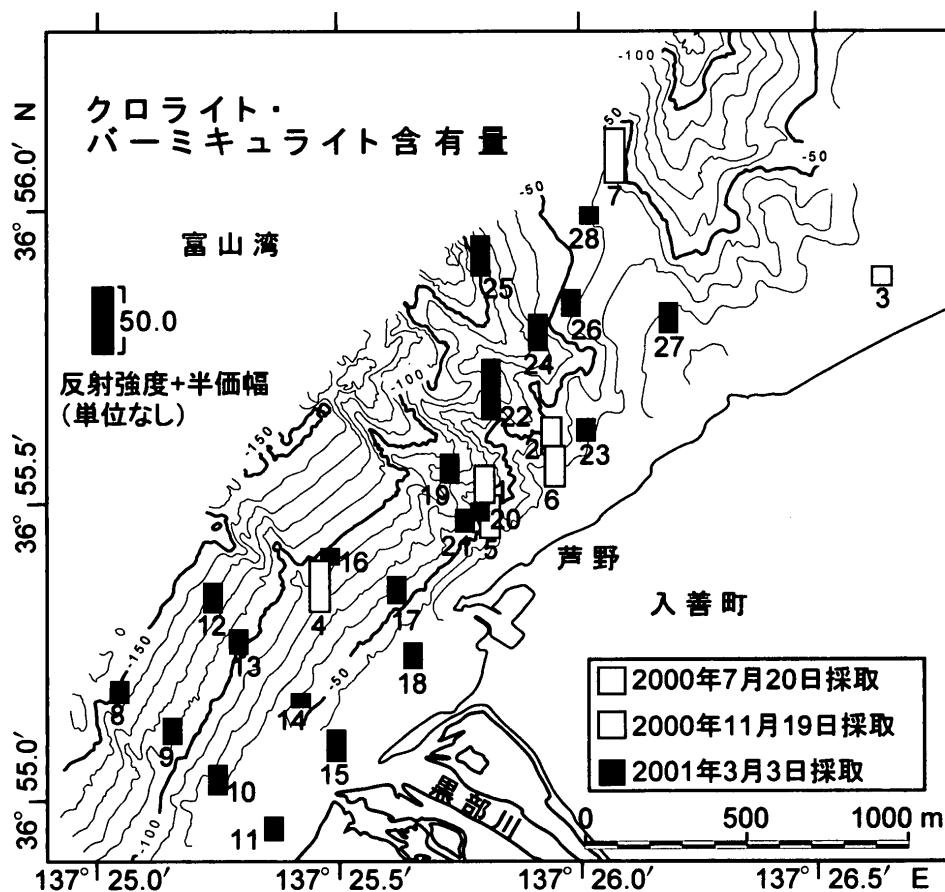 クロライト・
バーミキュライト含有量
富山湾
50.0
反射強度+半価幅
(単位なし)
N
36° 56.0′
36° 55.5′
36° 55.0′
-100
50
-50
-50
-100
-150
-150
-50
-100
7
28
3
25
26
27
24
22
2
23
19
1
6
20
21
5
16
芦野
入善町
12
4
17
13
18
8
14
9
15
10
11
黒部川
2000年7月20日採取
2000年11月19日採取
2001年3月3日採取
0 500 1000 m
137° 25.0′ 137° 25.5′ 137° 26.0′ 137° 26.5′ E